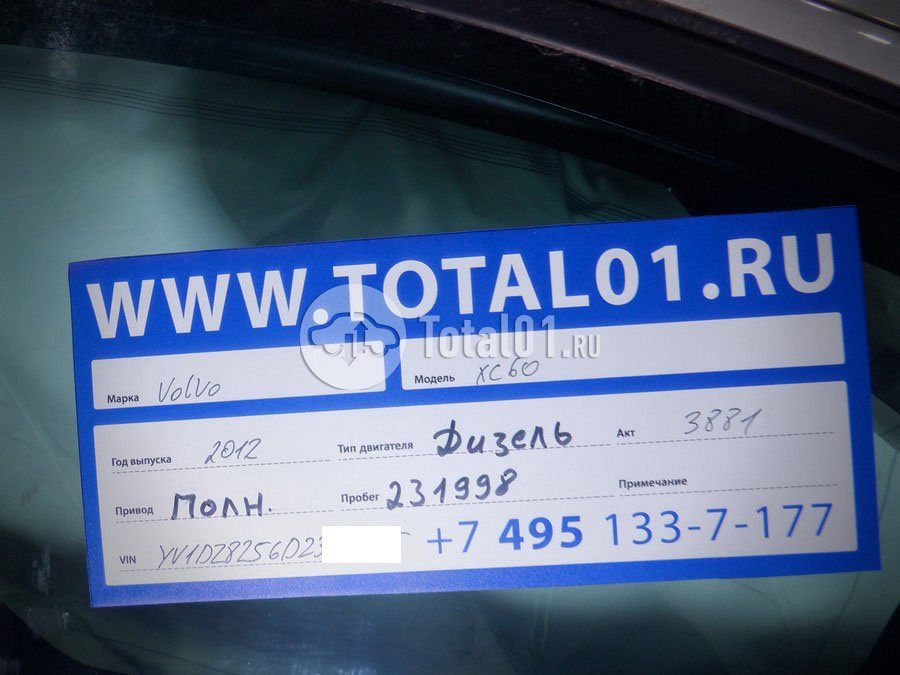 WWW.TOTAL01.RU
Total01.RU
Марка Volvo Модель XC60
Год выпуска 2012 Тип двигателя Дизель Акт 3881
Привод Полн. Пробег 231998 Примечание
VIN YV1DZ8256D23 +7 495 133-7-177